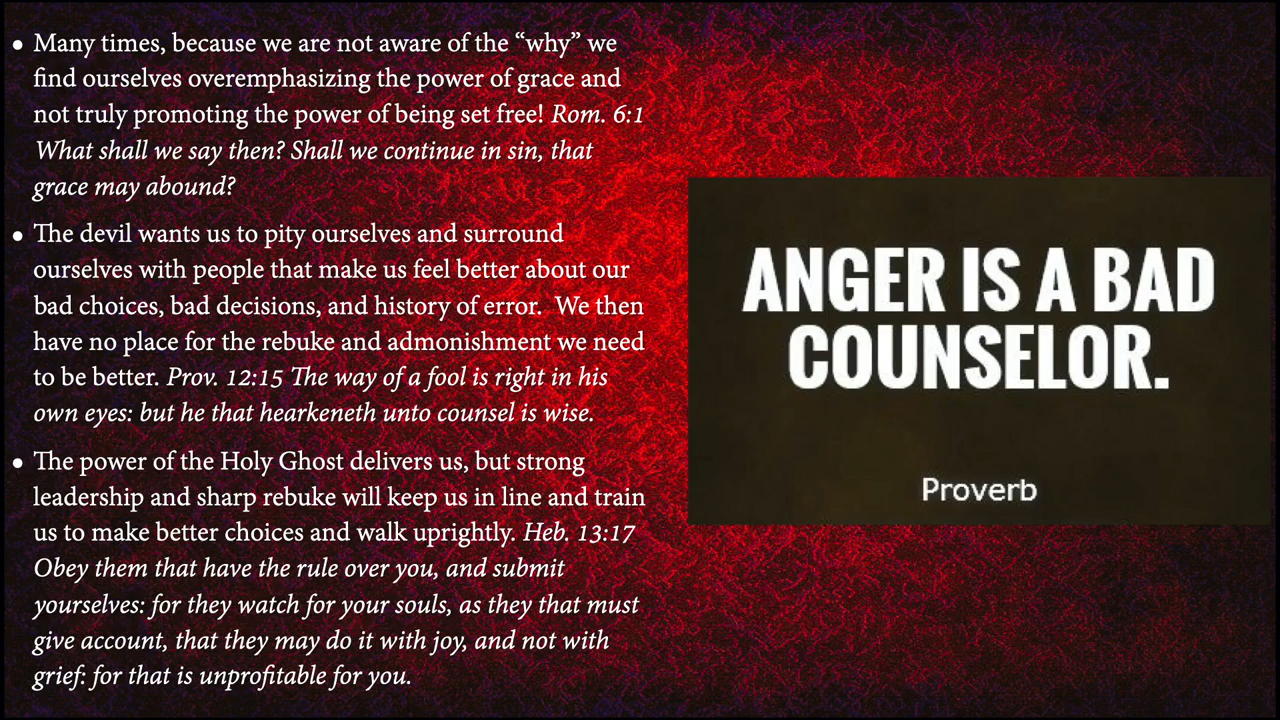 • Many times, because we are not aware of the “why” we
find ourselves overemphasizing the power of grace and
not truly promoting the power of being set free! Rom. 6:1
What shall we say then? Shall we continue in sin, that
grace may abound?
• The devil wants us to pity ourselves and surround
ourselves with people that make us feel better about our
bad choices, bad decisions, and history of error.  We then
have no place for the rebuke and admonishment we need
to be better. Prov. 12:15 The way of a fool is right in his
own eyes: but he that hearkeneth unto counsel is wise.
• The power of the Holy Ghost delivers us, but strong
leadership and sharp rebuke will keep us in line and train
us to make better choices and walk uprightly. Heb. 13:17
Obey them that have the rule over you, and submit
yourselves: for they watch for your souls, as they that must
give account, that they may do it with joy, and not with
grief: for that is unprofitable for you.
ANGER IS A BAD
COUNSELOR.
Proverb